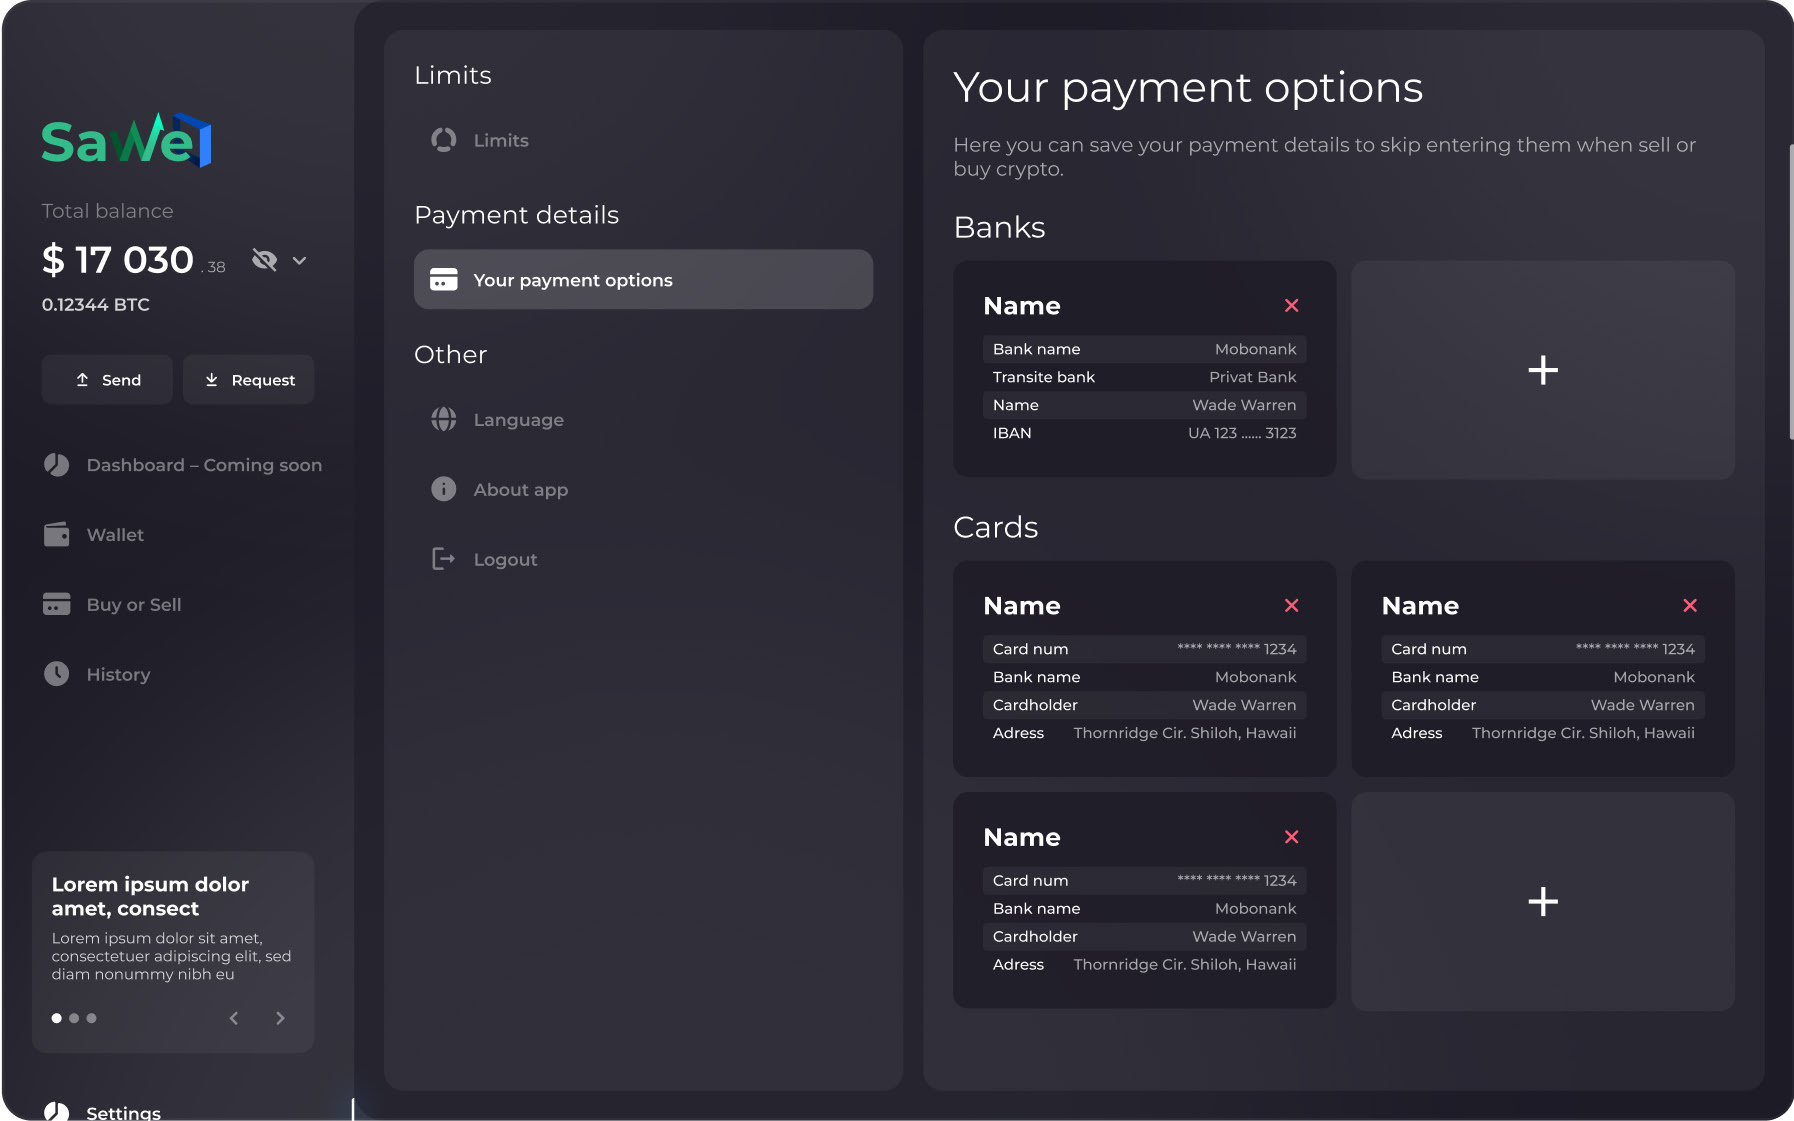 SaWel
Total balance
$ 17 030 . 38
0.12344 BTC
Send
Request
Dashboard – Coming soon
Wallet
Buy or Sell
History
Lorem ipsum dolor
amet, consect
Lorem ipsum dolor sit amet,
consectetuer adipiscing elit, sed
diam nonummy nibh eu
Settings
Limits
Limits
Payment details
Your payment options
Other
Language
About app
Logout
Your payment options
Here you can save your payment details to skip entering them when sell or
buy crypto.
Banks
Name
Bank name Mobonank
Transite bank Privat Bank
Name Wade Warren
IBAN UA 123 ...... 3123
Cards
Name
Card num **** **** **** 1234
Bank name Mobonank
Cardholder Wade Warren
Adress Thornridge Cir. Shiloh, Hawaii
Name
Card num **** **** **** 1234
Bank name Mobonank
Cardholder Wade Warren
Adress Thornridge Cir. Shiloh, Hawaii
Name
Card num **** **** **** 1234
Bank name Mobonank
Cardholder Wade Warren
Adress Thornridge Cir. Shiloh, Hawaii